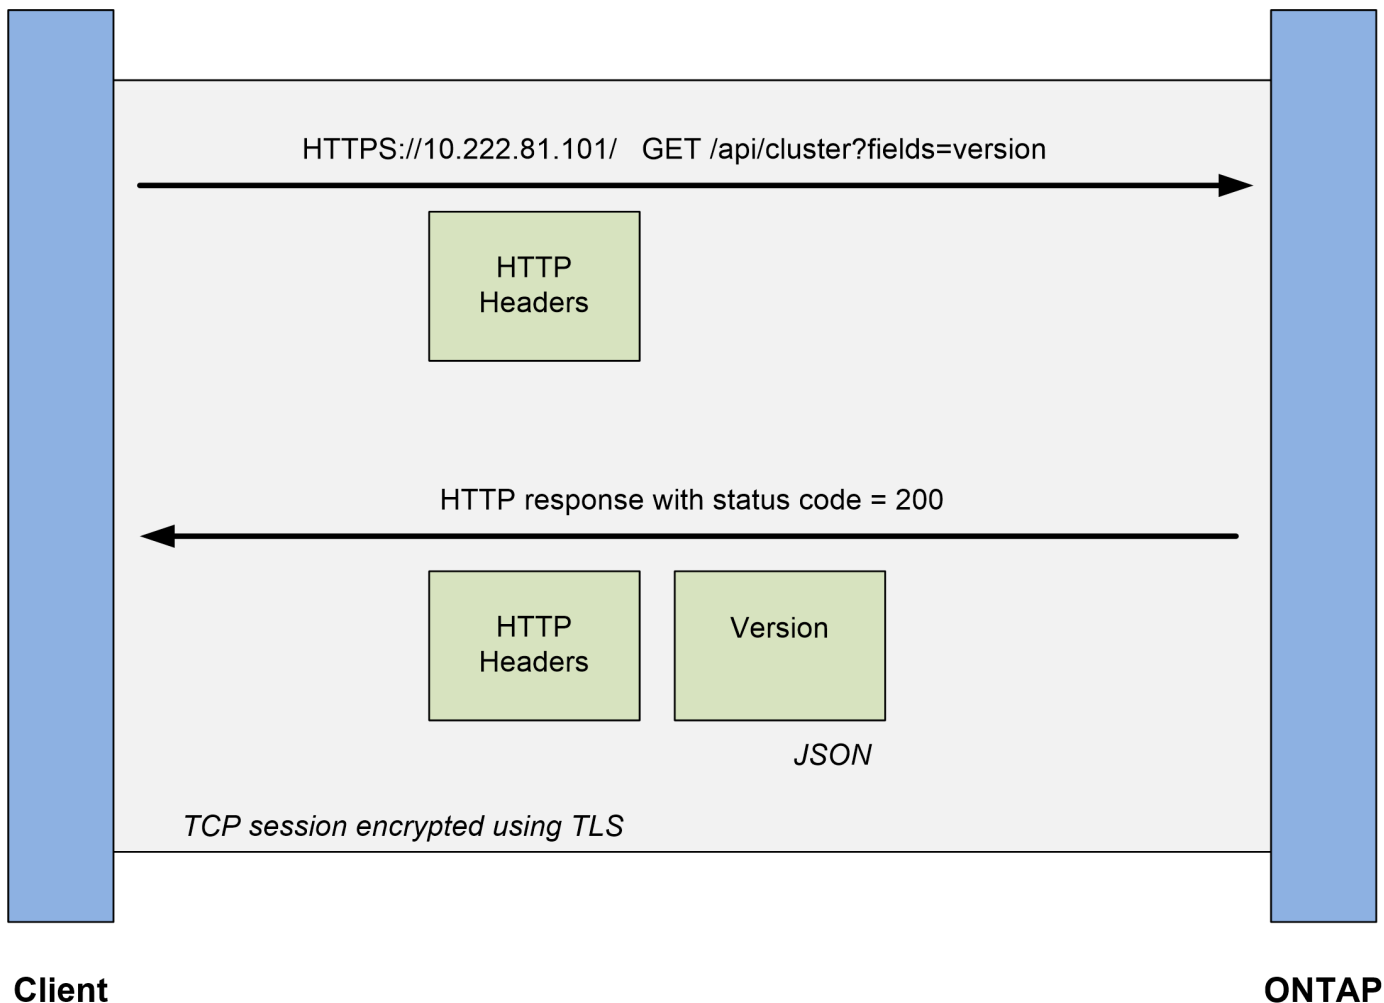 HTTPS://10.222.81.101/   GET /api/cluster?fields=version
HTTP
Headers
HTTP response with status code = 200
HTTP
Headers
Version
JSON
TCP session encrypted using TLS
Client
ONTAP